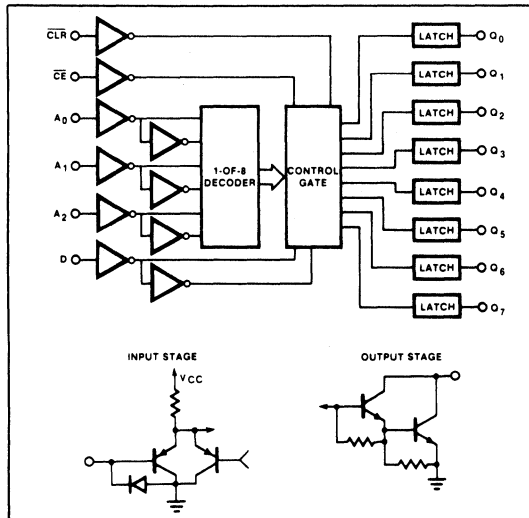 CLR
LATCH Q0
CE
LATCH Q1
A0
LATCH Q2
LATCH Q3
A1
1-OF-8 DECODER
CONTROL GATE
LATCH Q4
A2
LATCH Q5
D
LATCH Q6
LATCH Q7
INPUT STAGE
OUTPUT STAGE
VCC